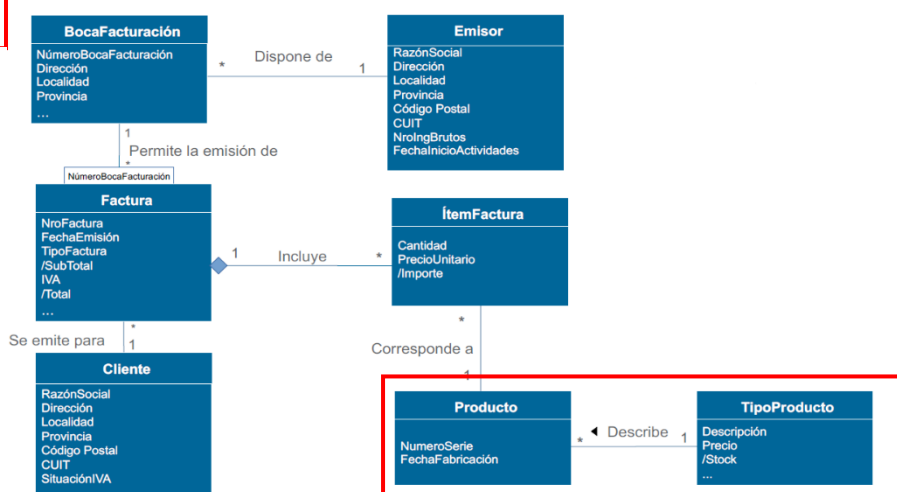 BocaFacturación
NúmeroBocaFacturación
Dirección
Localidad
Provincia
...
*
Dispone de
1
Emisor
RazónSocial
Dirección
Localidad
Provincia
Código Postal
CUIT
NroIngBrutos
FechaInicioActividades
1
Permite la emisión de
*
NúmeroBocaFacturación
Factura
NroFactura
FechaEmisión
TipoFactura
/SubTotal
IVA
/Total
...
1
Incluye
*
ÍtemFactura
Cantidad
PrecioUnitario
/Importe
*
Se emite para
1
Cliente
RazónSocial
Dirección
Localidad
Provincia
Código Postal
CUIT
SituaciónIVA
*
Corresponde a
1
Producto
NumeroSerie
FechaFabricación
*
Describe
1
TipoProducto
Descripción
Precio
/Stock
...